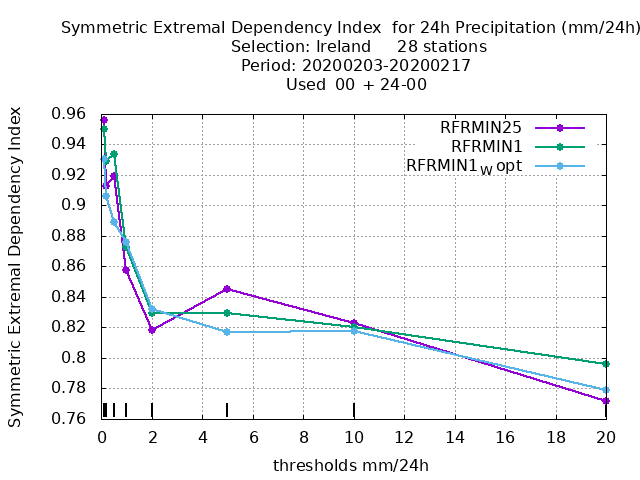 Symmetric Extremal Dependency Index for 24h Precipitation (mm/24h)
Selection: Ireland 28 stations
Period: 20200203-20200217
Used 00 + 24-00
Symmetric Extremal Dependency Index
0.96
0.94
0.92
0.9
0.88
0.86
0.84
0.82
0.8
0.78
0.76
RFRMIN25
RFRMIN1
RFRMIN1W opt
0 2 4 6 8 10 12 14 16 18 20
thresholds mm/24h